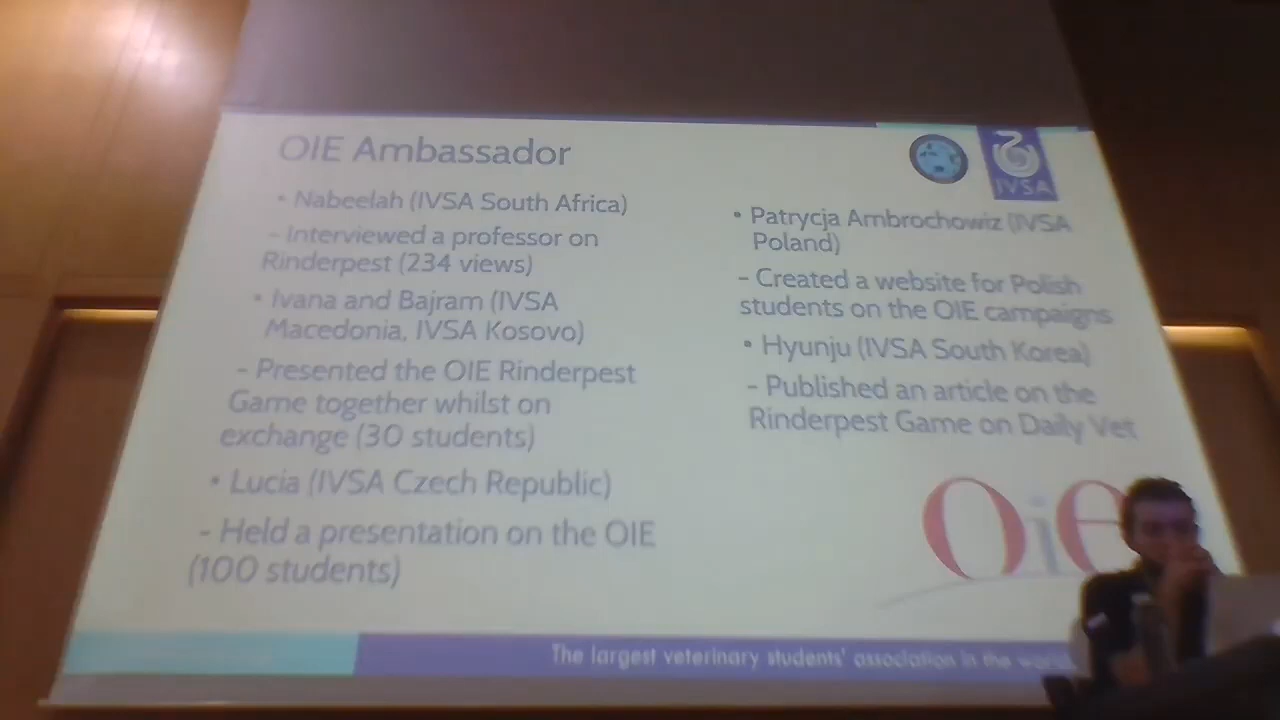 OIE Ambassador
IVSA
• Nabeelah (IVSA South Africa)
– Interviewed a professor on
Rinderpest (234 views)
• Ivana and Bajram (IVSA
Macedonia, IVSA Kosovo)
– Presented the OIE Rinderpest
Game together whilst on
exchange (30 students)
• Lucia (IVSA Czech Republic)
– Held a presentation on the OIE
(100 students)
• Patrycja Ambrochowiz (IVSA
Poland)
– Created a website for Polish
students on the OIE campaigns
• Hyunju (IVSA South Korea)
– Published an article on the
Rinderpest Game on Daily Vet
OiE
The largest veterinary students' association in the world